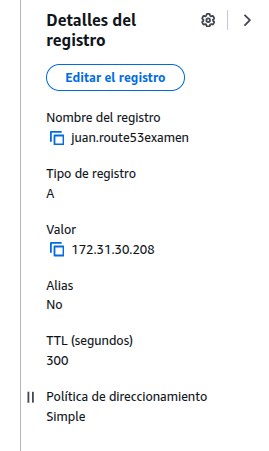 Detalles del
registro
Editar el registro
Nombre del registro
juan.route53examen
Tipo de registro
A
Valor
172.31.30.208
Alias
No
TTL (segundos)
300
Política de direccionamiento
Simple